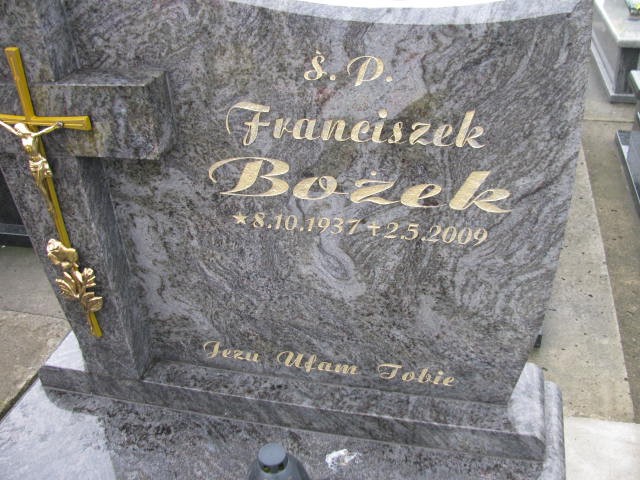 Ś. P.
Franciszek
Bożek
★8.10.1937 +2.5.2009
Jezu Ufam Tobie